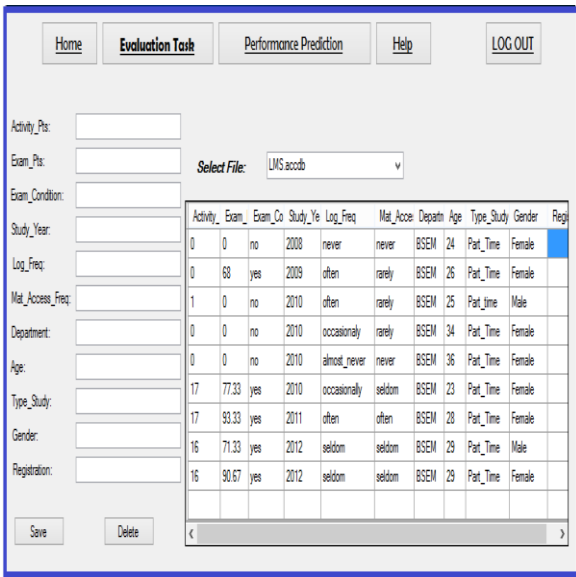 Home Evaluation Task Performance Prediction Help LOG OUT
Activity_Pts:
Exam_Pts:
Exam_Condition:
Study_Year:
Log_Freq:
Mat_Access_Freq:
Department:
Age:
Type_Study:
Gender:
Registration:
Save Delete
Select File: LMS.accdb
Activity_ Exam_ Exam_Co Study_Ye Log_Freq Mat_Acce Departn Age Type_Study Gender Regi
0 0 no 2008 never never BSEM 24 Part_Time Female
0 68 yes 2009 often rarely BSEM 26 Part_Time Female
1 0 no 2010 often rarely BSEM 25 Part_time Male
0 0 no 2010 occasionaly rarely BSEM 34 Part_Time Female
0 0 no 2010 almost_never never BSEM 36 Part_Time Female
17 77.33 yes 2010 occasionally seldom BSEM 23 Part_Time Female
17 93.33 yes 2011 often often BSEM 28 Part_Time Female
16 71.33 yes 2012 seldom seldom BSEM 29 Part_Time Male
16 90.67 yes 2012 seldom seldom BSEM 29 Part_Time Female